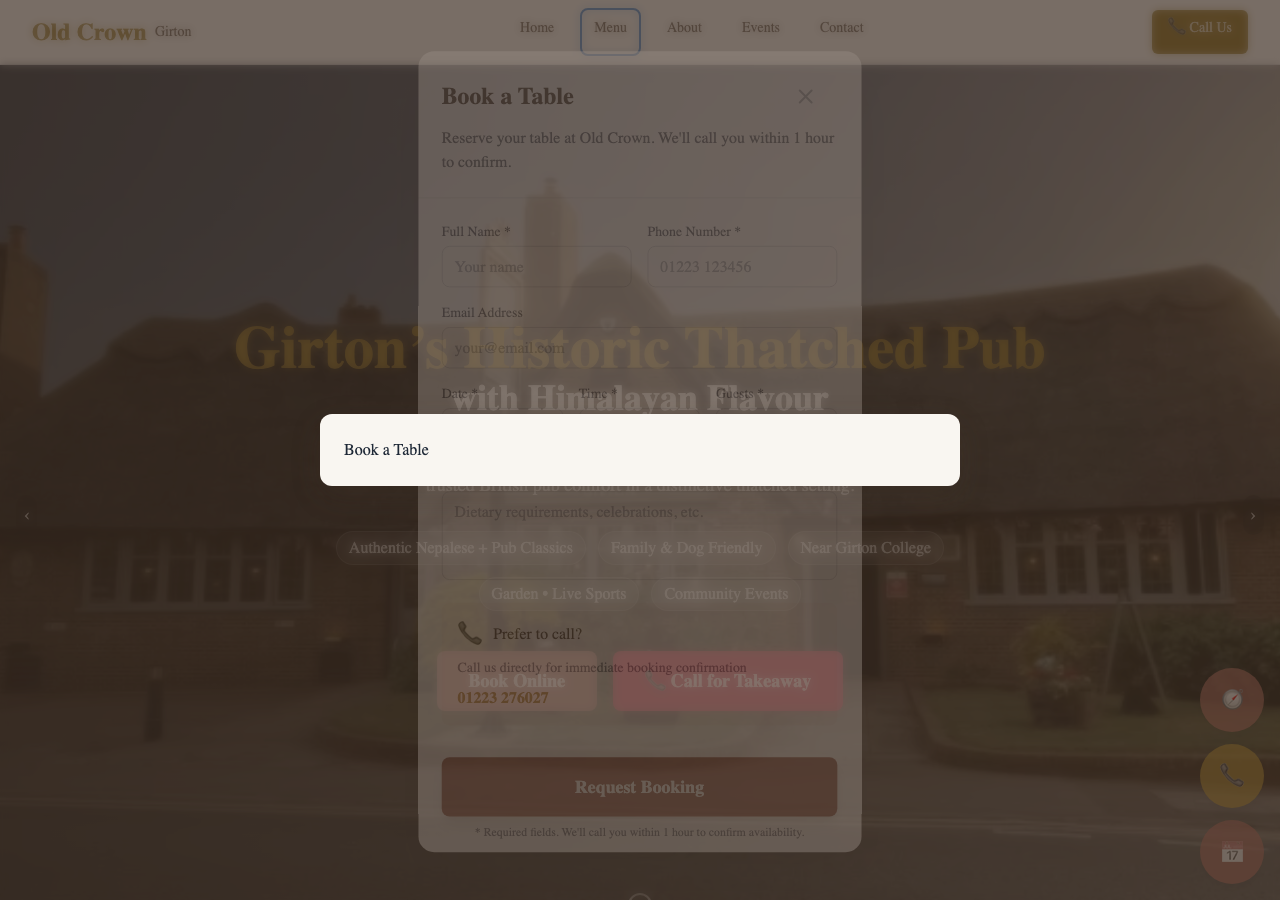 Old Crown Girton
Home
Menu
About
Events
Contact
📞 Call Us
Book a Table
Reserve your table at Old Crown. We'll call you within 1 hour
to confirm.
Full Name *
Phone Number *
Your name
01223 123456
Email Address
your@email.com
Girton's Historic Thatched Pub
Date *
Time *
Guests *
with Himalayan Flavour
Book a Table
trusted British pub comfort in a distinctive thatched setting.
Dietary requirements, celebrations, etc.
Authentic Nepalese + Pub Classics
Family & Dog Friendly
Near Girton College
Garden • Live Sports
Community Events
Prefer to call?
Call us directly for immediate booking confirmation
Book Online
📞 Call for Takeaway
01223 276027
Request Booking
* Required fields. We'll call you within 1 hour to confirm availability.
17